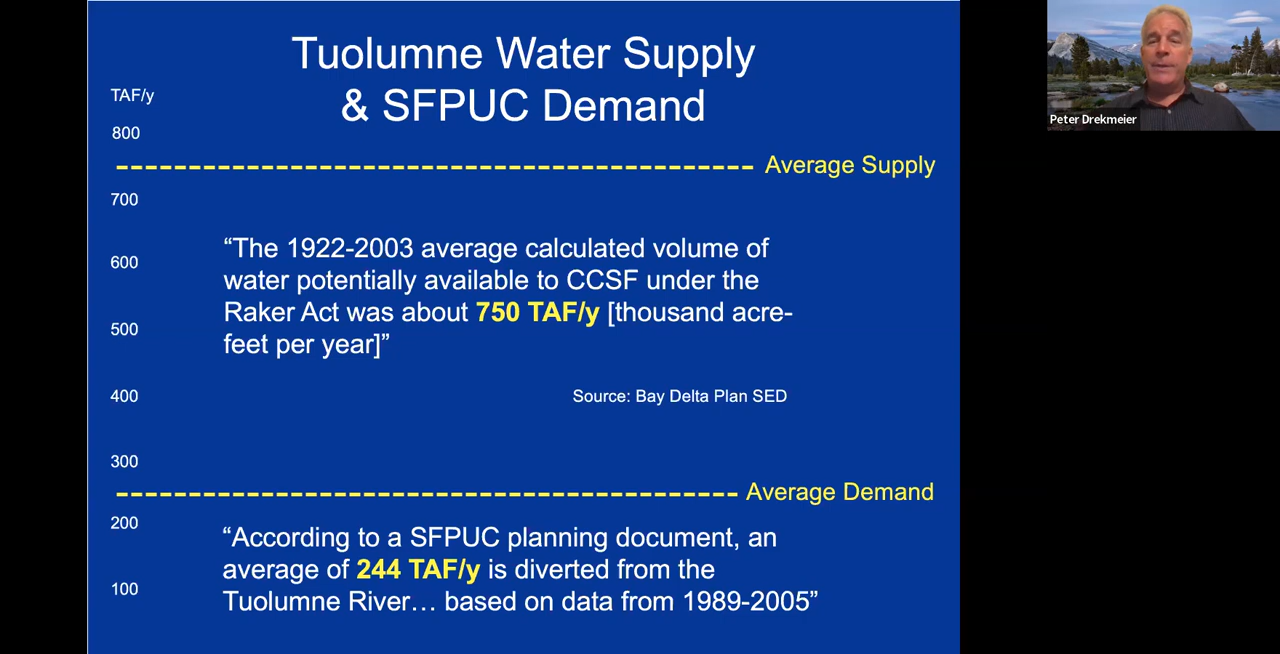 Tuolumne Water Supply
& SFPUC Demand
TAF/y
800
Average Supply
700
“The 1922-2003 average calculated volume of
600
water potentially available to CCSF under the
Raker Act was about 750 TAF/y [thousand acre-
500
feet per year]”
400
Source: Bay Delta Plan SED
300
Average Demand
200
“According to a SFPUC planning document, an
average of 244 TAF/y is diverted from the
100
Tuolumne River… based on data from 1989-2005”
Peter Drekmeier